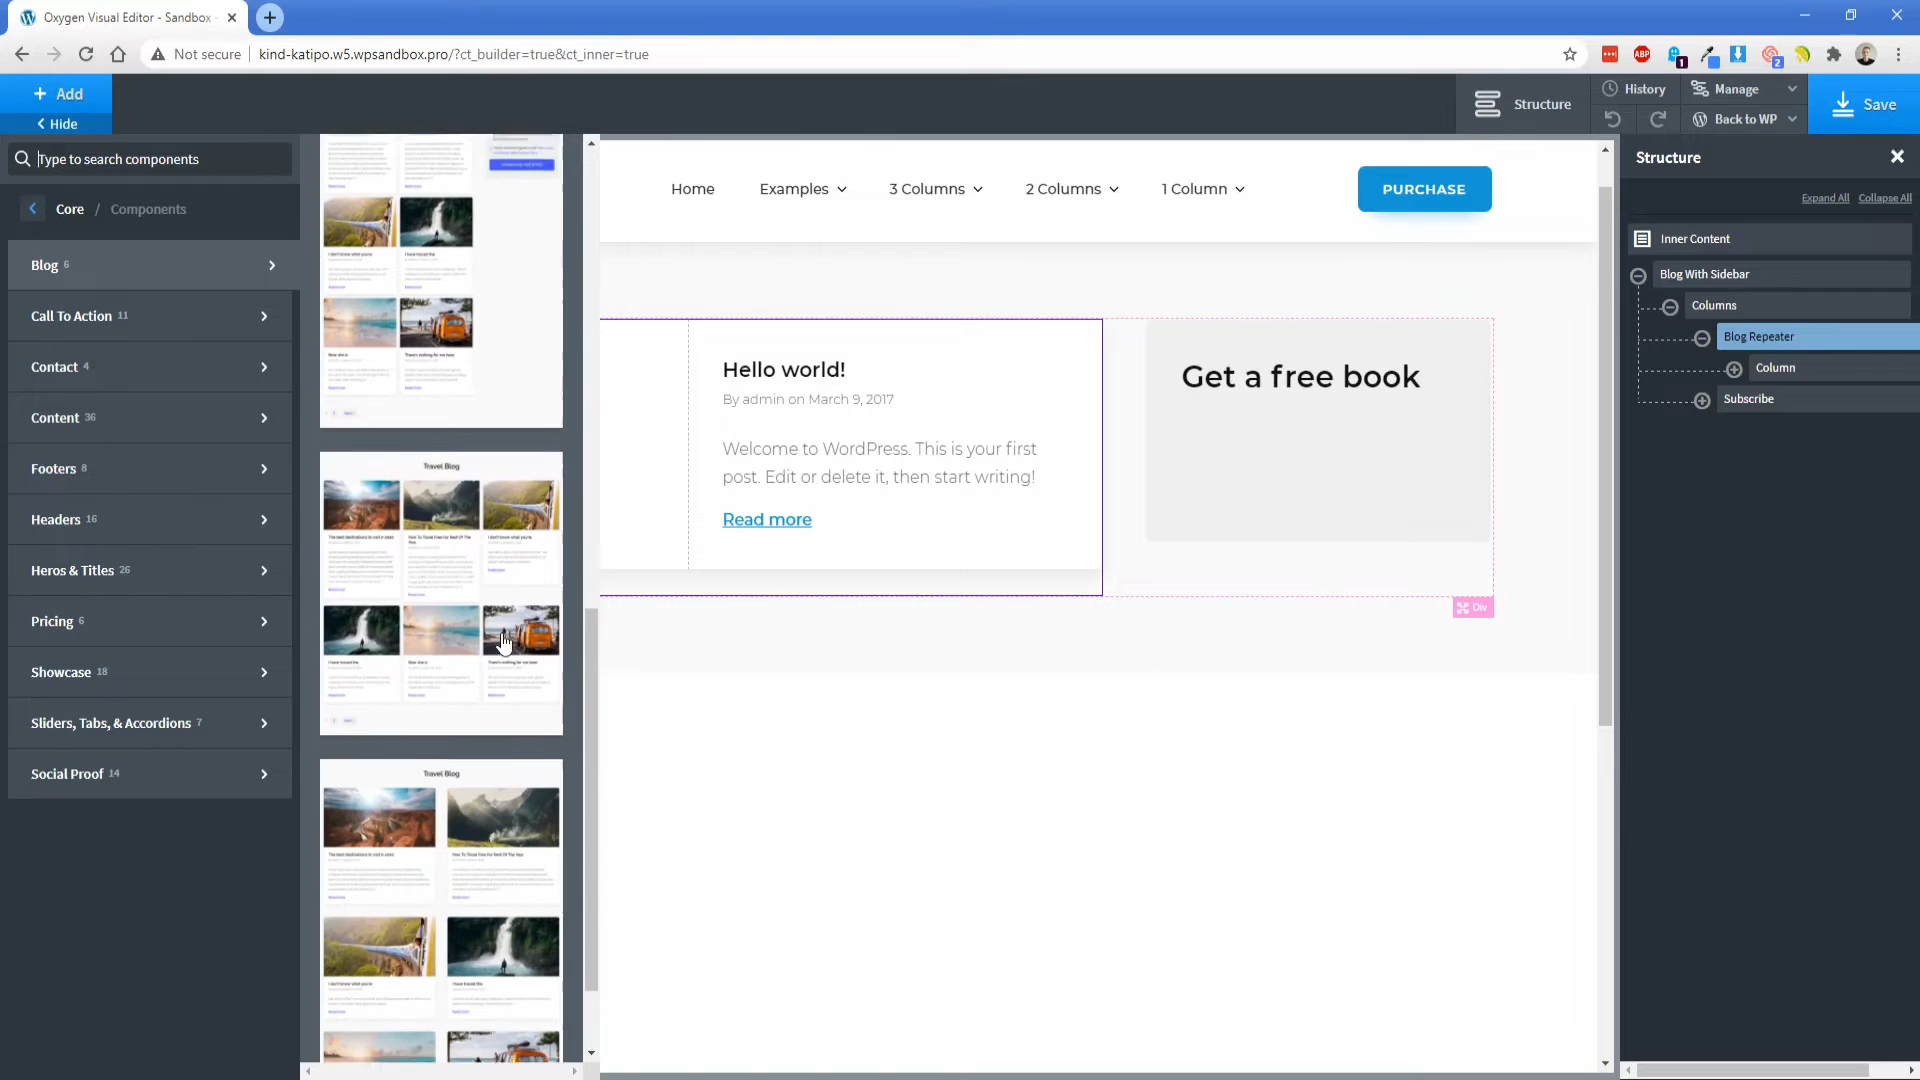 Oxygen Visual Editor - Sandbox
Not secure
kind-katipo.w5.wpsandbox.pro/?ct_builder=true&ct_inner=true
ABP
1
2
+ Add
Hide
Structure
History
Manage
Back to WP
Save
Type to search components
Core / Components
Blog 6
Call To Action 11
Contact 4
Content 36
Footers 8
Headers 16
Heros & Titles 26
Pricing 6
Showcase 18
Sliders, Tabs, & Accordions 7
Social Proof 14
Travel Blog
Travel Blog
Home
Examples
3 Columns
2 Columns
1 Column
PURCHASE
Hello world!
By admin on March 9, 2017
Welcome to WordPress. This is your first
post. Edit or delete it, then start writing!
Read more
Get a free book
Div
Structure
Expand All
Collapse All
Inner Content
Blog With Sidebar
Columns
Blog Repeater
Column
Subscribe